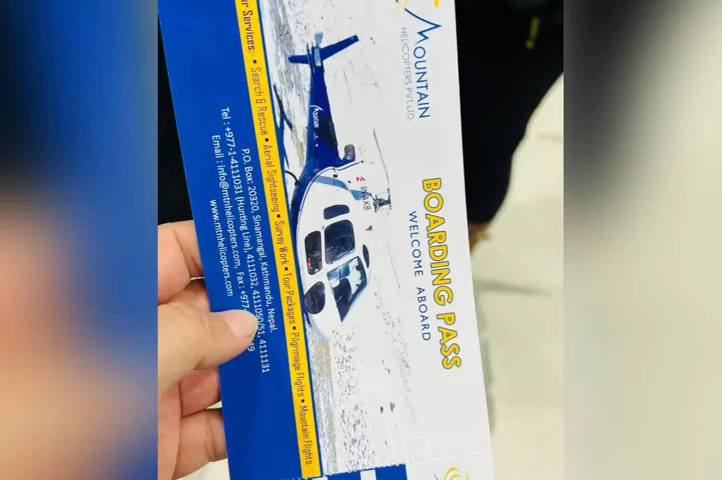 MOUNTAIN
HELICOPTERS PVT. LTD.
BOARDING PASS
WELCOME ABOARD
MOUNTAIN
Services:- • Search & Rescue • Aerial Sightseeing • Survey Work • Tour Packages • Pilgrimage Flights • Mountain Flights
P.O. Box: 20320, Sinamangal, Kathmandu, Nepal.
Tel : +977-1-4111031 (Hunting Line), 4111032, 4111050/51, 4111131
Email : info@mtnhelicopters.com, Fax : +977-
www.mtnhelicopters.com